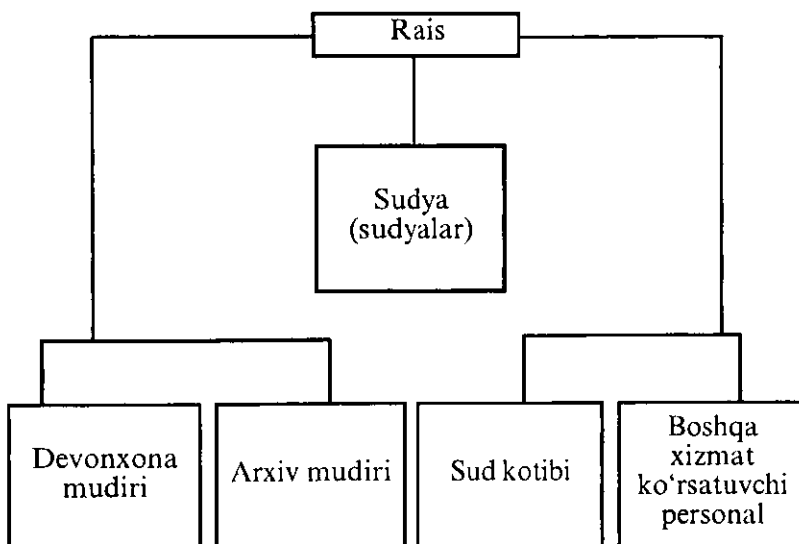 Rais
Sudya
(sudyalar)
Devonxona
mudiri
Arxiv mudiri
Sud kotibi
Boshqa
xizmat
ko‘rsatuvchi
personal